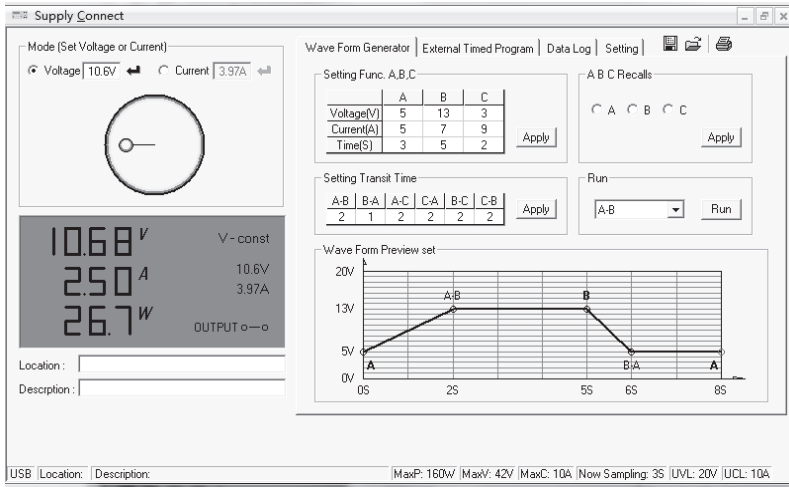 Supply Connect
Mode (Set Voltage or Current)
Voltage 10.6V Current 3.97A
10.68 V V-const
2.50 A 10.6V
3.97A
26.7 W OUTPUT
Location :
Descrption :
Wave Form Generator External Timed Program Data Log Setting
Setting Func. A,B,C
A B C
Voltage(V) 5 13 3
Current(A) 5 7 9
Time(S) 3 5 2
Apply
A B C Recalls
A B C
Apply
Setting Transit Time
A-B B-A A-C C-A B-C C-B
2 1 2 2 2 2
Apply
Run
A-B Run
Wave Form Preview set
20V
A-B B
13V
5V
A B-A A
0V
0S 2S 5S 6S 8S
USB Location: Description: MaxP: 160W MaxV: 42V MaxC: 10A Now Sampling: 3S UVL: 20V UCL: 10A